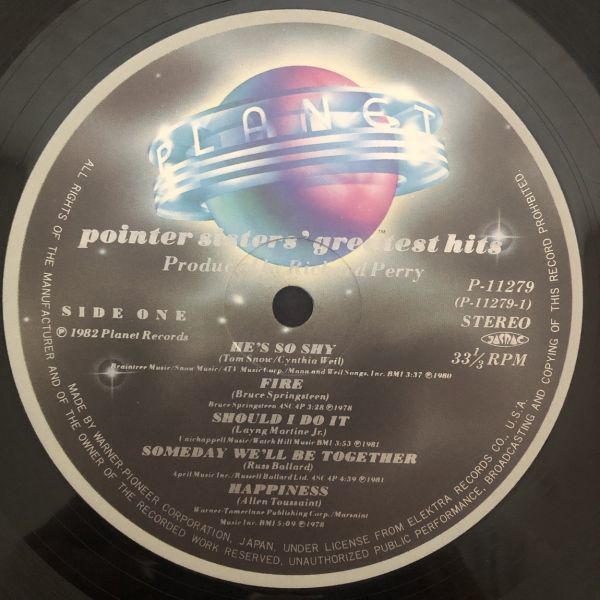 PLANET
pointer sisters' greatest hits™
Produced by Richard Perry
SIDE ONE
℗ 1982 Planet Records
P-11279
(P-11279-1)
STEREO
JASRAC
33⅓ RPM
HE'S SO SHY
(Tom Snow/Cynthia Weil)
Braintree Music/Snow Music/ATV Music Corp./Mann and Weil Songs, Inc. BMI 3:37 ℗ 1980
FIRE
(Bruce Springsteen)
Bruce Springsteen ASCAP 3:28 ℗ 1978
SHOULD I DO IT
(Layng Martine Jr.)
Unichappell Music/Watch Hill Music BMI 3:53 ℗ 1981
SOMEDAY WE'LL BE TOGETHER
(Russ Ballard)
April Music Inc./Russell Ballard Ltd. ASCAP 4:39 ℗ 1981
HAPPINESS
(Allen Toussaint)
Warner-Tamerlane Publishing Corp./Marsaint
Music Inc. BMI 5:09 ℗ 1978
ALL RIGHTS OF THE MANUFACTURER AND OF THE OWNER OF THE RECORDED WORK RESERVED, UNAUTHORIZED PUBLIC PERFORMANCE, BROADCASTING AND COPYING OF THIS RECORD PROHIBITED.
MADE BY WARNER-PIONEER CORPORATION, JAPAN, UNDER LICENSE FROM ELEKTRA RECORDS CO., U.S.A.